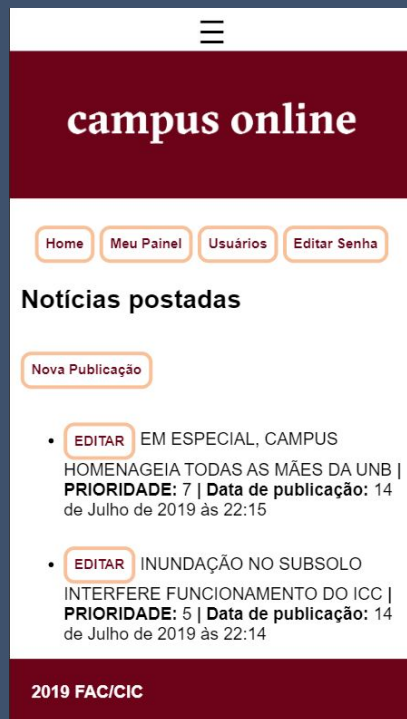 campus online
Home Meu Painel Usuários Editar Senha
Notícias postadas
Nova Publicação
EDITAR EM ESPECIAL, CAMPUS
HOMENAGEIA TODAS AS MÃES DA UNB |
PRIORIDADE: 7 | Data de publicação: 14
de Julho de 2019 às 22:15
EDITAR INUNDAÇÃO NO SUBSOLO
INTERFERE FUNCIONAMENTO DO ICC |
PRIORIDADE: 5 | Data de publicação: 14
de Julho de 2019 às 22:14
2019 FAC/CIC